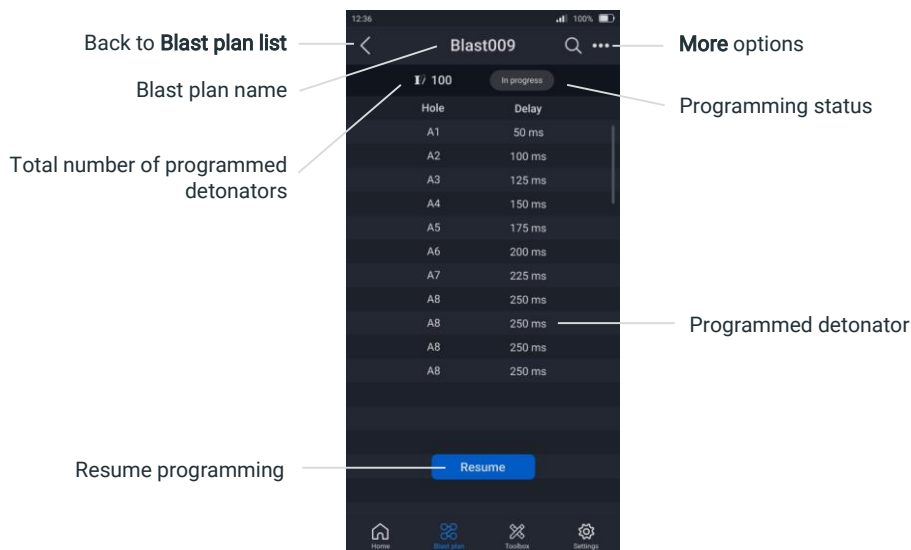 12:36
100%
Back to Blast plan list
Blast009
More options
Blast plan name
100
In progress
Programming status
Hole Delay
A1 50 ms
Total number of programmed
detonators
A2 100 ms
A3 125 ms
A4 150 ms
A5 175 ms
A6 200 ms
A7 225 ms
A8 250 ms
A8 250 ms
Programmed detonator
A8 250 ms
A8 250 ms
Resume programming
Resume
Home Blast plan Toolbox Settings